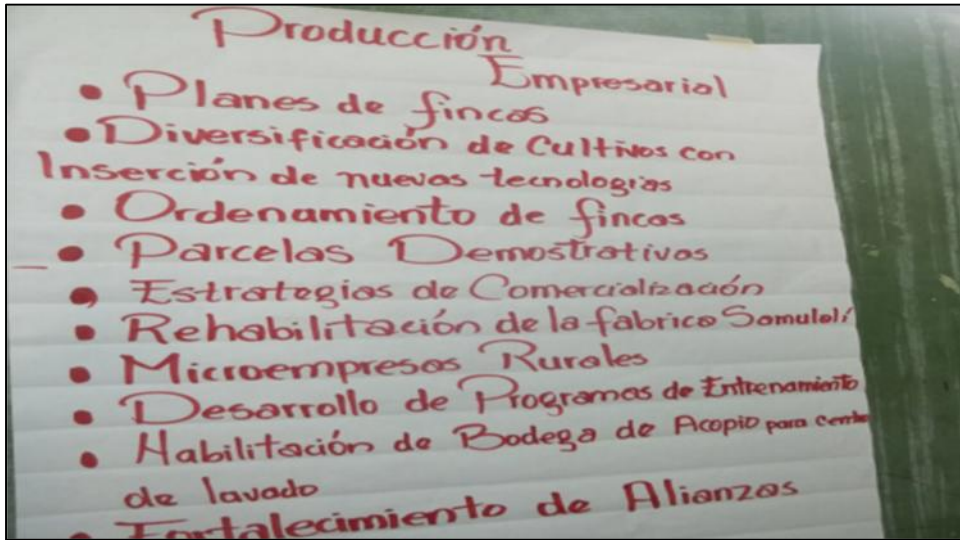 Producción
Empresarial
• Planes de fincas
• Diversificación de Cultivos con
Inserción de nuevas tecnologias
• Ordenamiento de fincas
• Parcelas Demostrativas
• Estrategias de Comercialización
• Rehabilitación de la fabrica
• Microempresas Rurales
• Desarrollo de Programas de Entrenamiento
• Habilitación de Bodega de Acopio para
de lavado
• Fortalecimiento de Alianzas